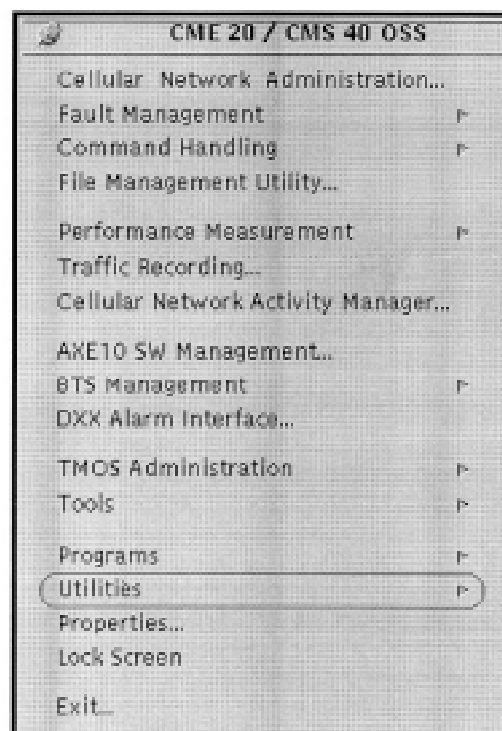 CME 20 / CMS 40 OSS
Cellular Network Administration...
Fault Management
Command Handling
File Management Utility...
Performance Measurement
Traffic Recording...
Cellular Network Activity Manager...
AXE10 SW Management...
BTS Management
DXX Alarm Interface...
TMOS Administration
Tools
Programs
Utilities
Properties...
Lock Screen
Exit...